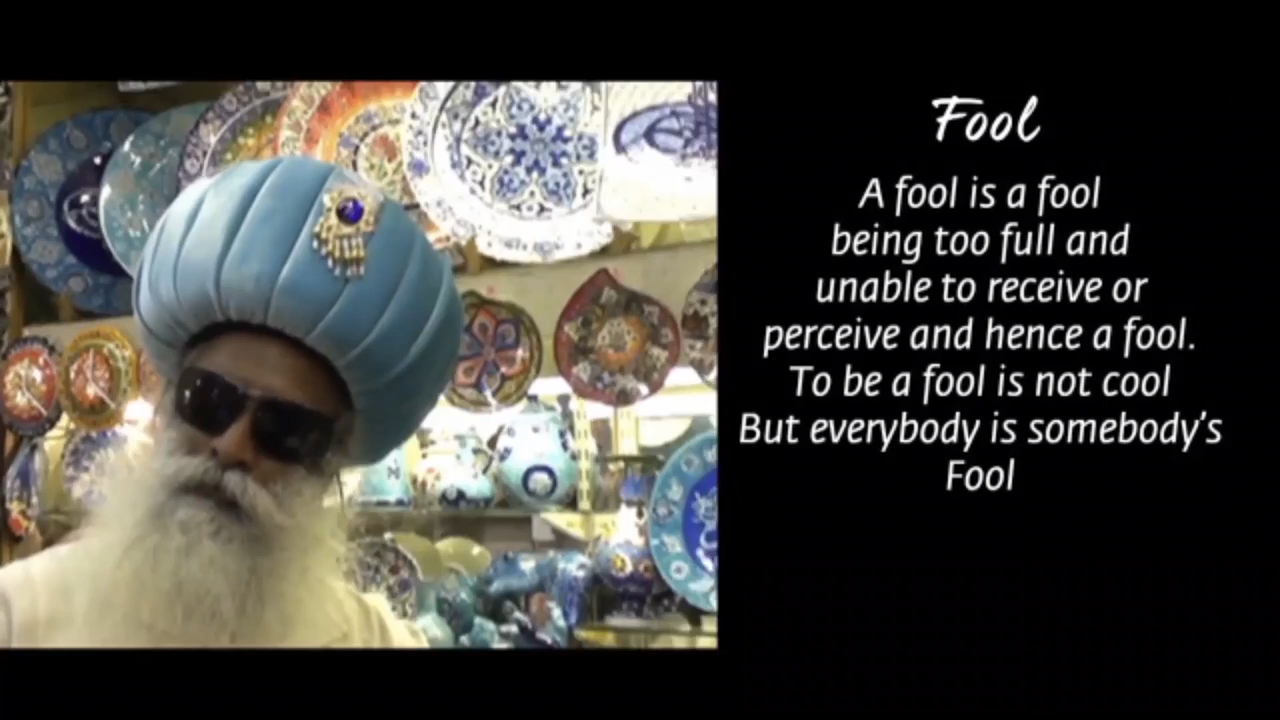 Fool
A fool is a fool
being too full and
unable to receive or
perceive and hence a fool.
To be a fool is not cool
But everybody is somebody's
Fool